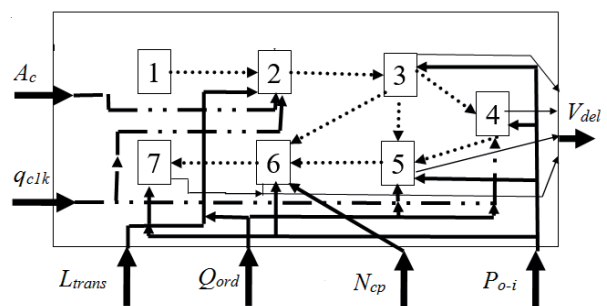 1 2 3
A_c
4
V_del
7 6 5
q_c1k
L_trans Q_ord N_cp P_o-i